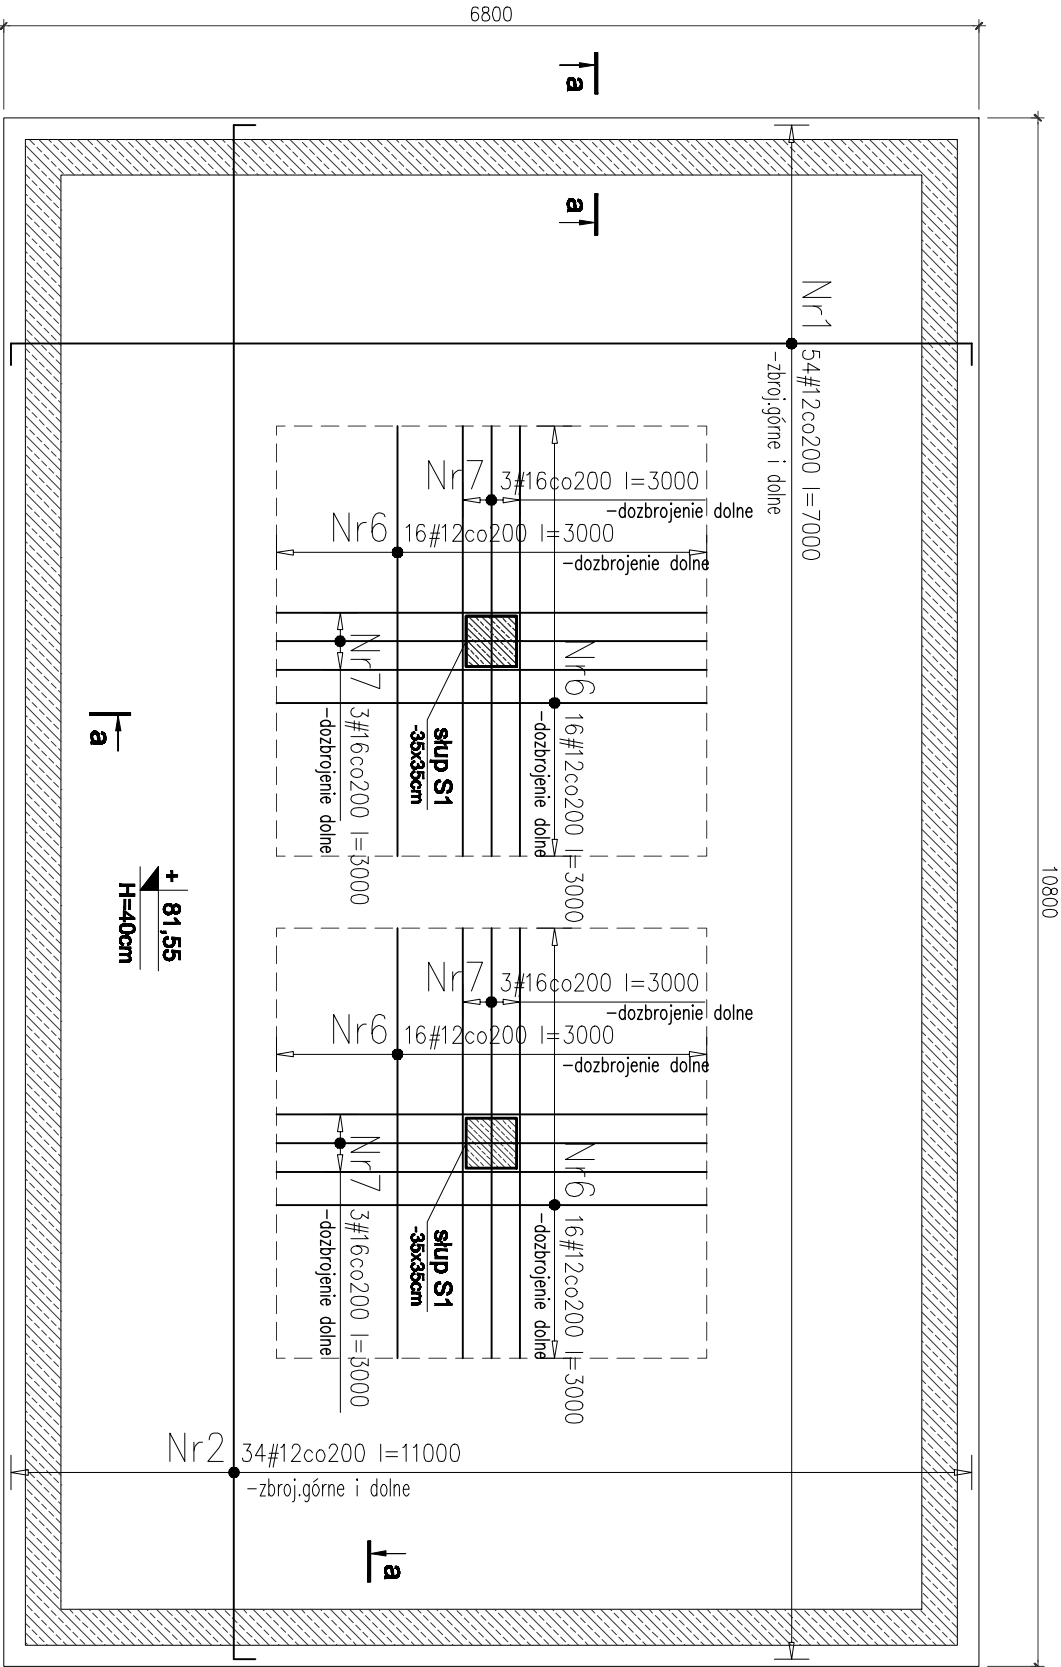 6800
10800
a
a
Nr1 54#12co200 l=7000
-zbroj.górne i dolne
Nr7 3#16co200 l=3000
-dozbrojenie dolne
Nr6 16#12co200 l=3000
-dozbrojenie dolne
Nr6 16#12co200 l=3000
-dozbrojenie dolne
Nr7 3#16co200 l=3000
-dozbrojenie dolne
słup S1
-35x35cm
a
+ 81,55
H=40cm
Nr7 3#16co200 l=3000
-dozbrojenie dolne
Nr6 16#12co200 l=3000
-dozbrojenie dolne
Nr6 16#12co200 l=3000
-dozbrojenie dolne
Nr7 3#16co200 l=3000
-dozbrojenie dolne
słup S1
-35x35cm
Nr2 34#12co200 l=11000
-zbroj.górne i dolne
a